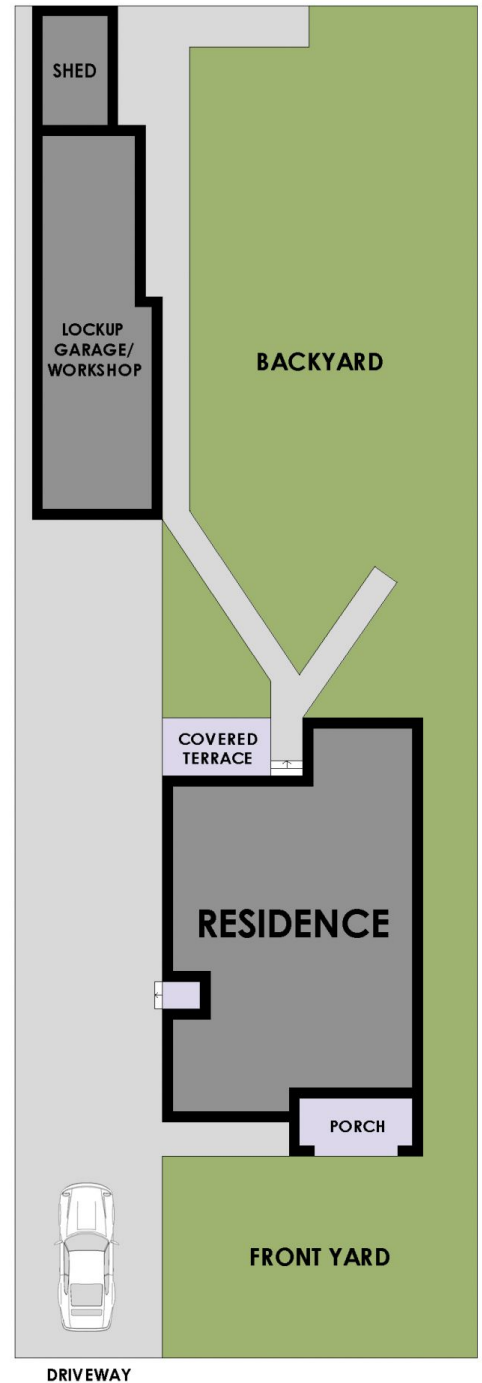 SHED
LOCKUP
GARAGE/
WORKSHOP
BACKYARD
COVERED
TERRACE
RESIDENCE
PORCH
FRONT YARD
DRIVEWAY